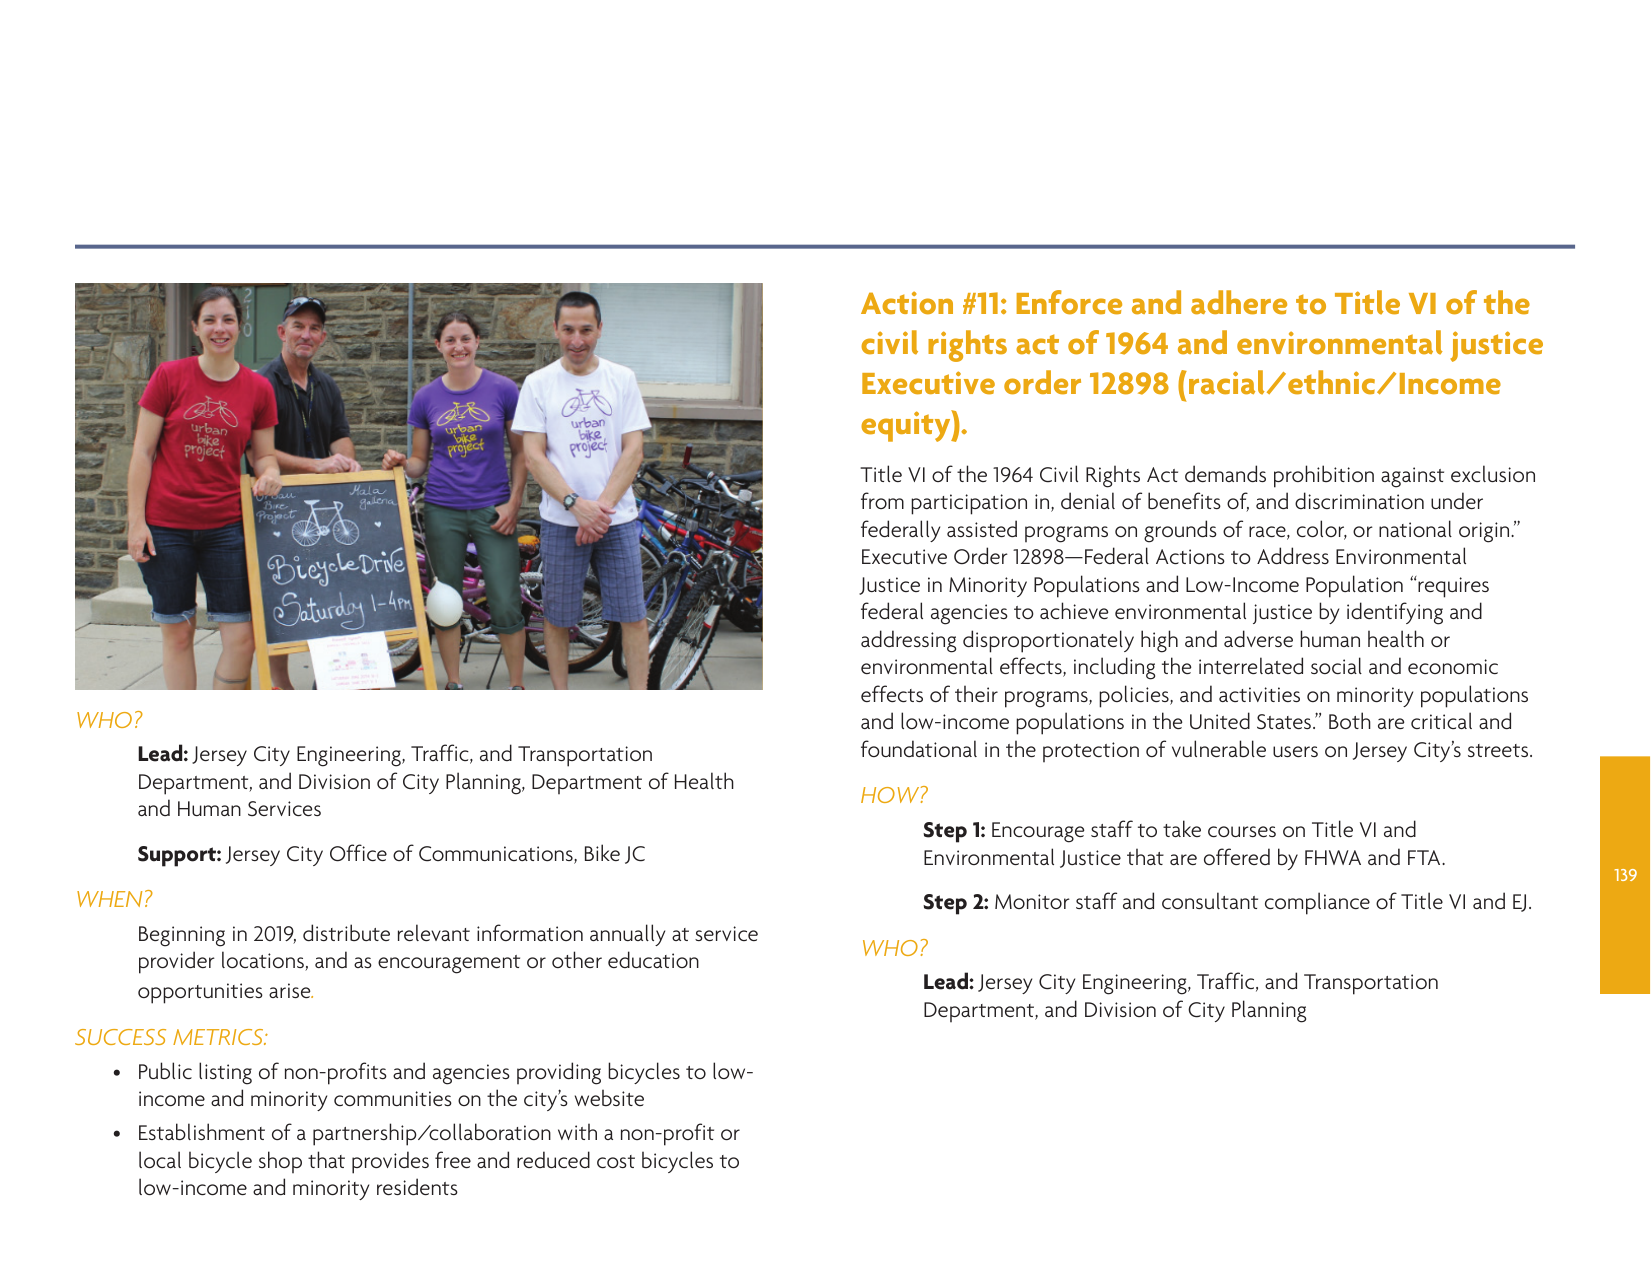 210
urban
bike
project
urban
bike
project
urban
bike
project
Urban
Bike
Project
Mala
galleria
Bicycle Drive
Saturday 1-4PM
WHO?
Lead: Jersey City Engineering, Traffic, and Transportation
Department, and Division of City Planning, Department of Health
and Human Services
Support: Jersey City Office of Communications, Bike JC
WHEN?
Beginning in 2019, distribute relevant information annually at service
provider locations, and as encouragement or other education
opportunities arise.
SUCCESS METRICS:
• Public listing of non-profits and agencies providing bicycles to low-
income and minority communities on the city’s website
• Establishment of a partnership/collaboration with a non-profit or
local bicycle shop that provides free and reduced cost bicycles to
low-income and minority residents
Action #11: Enforce and adhere to Title VI of the
civil rights act of 1964 and environmental justice
Executive order 12898 (racial/ethnic/Income
equity).
Title VI of the 1964 Civil Rights Act demands prohibition against exclusion
from participation in, denial of benefits of, and discrimination under
federally assisted programs on grounds of race, color, or national origin.”
Executive Order 12898—Federal Actions to Address Environmental
Justice in Minority Populations and Low-Income Population “requires
federal agencies to achieve environmental justice by identifying and
addressing disproportionately high and adverse human health or
environmental effects, including the interrelated social and economic
effects of their programs, policies, and activities on minority populations
and low-income populations in the United States.” Both are critical and
foundational in the protection of vulnerable users on Jersey City’s streets.
HOW?
Step 1: Encourage staff to take courses on Title VI and
Environmental Justice that are offered by FHWA and FTA.
Step 2: Monitor staff and consultant compliance of Title VI and EJ.
WHO?
Lead: Jersey City Engineering, Traffic, and Transportation
Department, and Division of City Planning
139